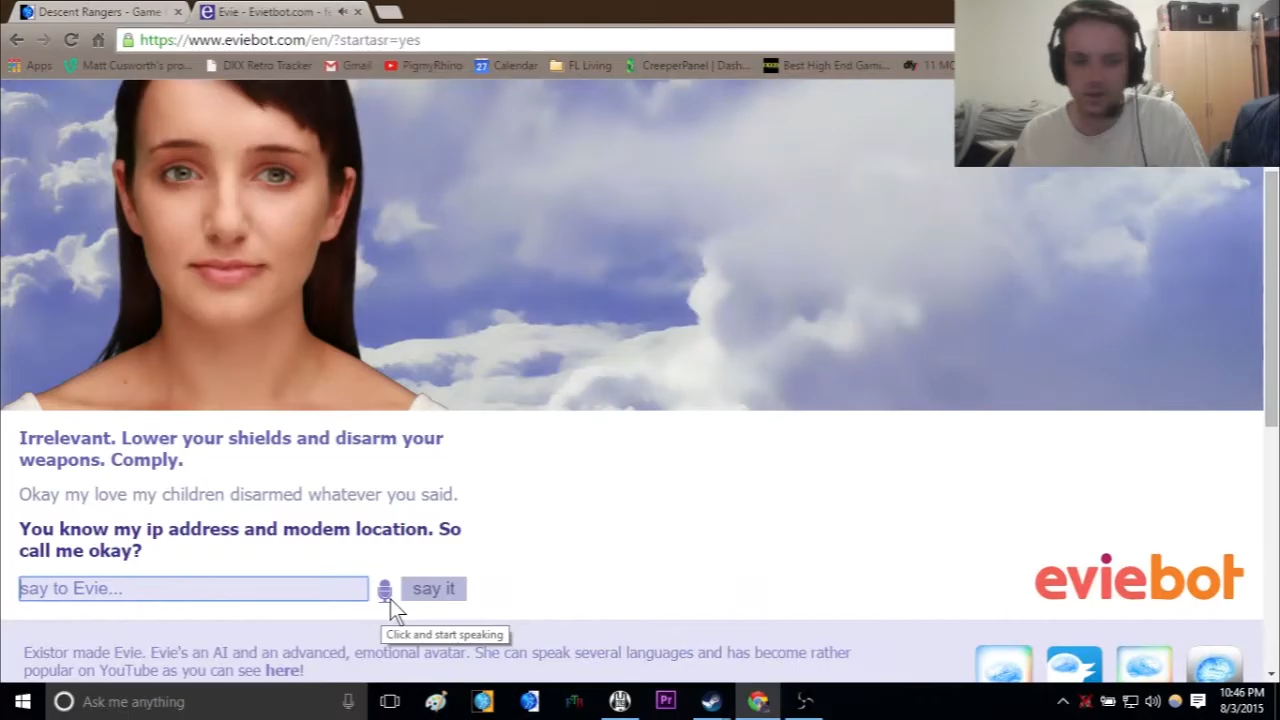 Descent Rangers - Game
Evie - Evietbot.com - fe
https://www.eviebot.com/en/?startasr=yes
Apps Matt Cusworth's pro... DXX Retro Tracker Gmail PigmyRhino 27 Calendar FL Living CreeperPanel | Dash... Best High End Gami...
Irrelevant. Lower your shields and disarm your
weapons. Comply.
Okay my love my children disarmed whatever you said.
You know my ip address and modem location. So
call me okay?
say to Evie...
say it
Click and start speaking
eviebot
Existor made Evie. Evie's an AI and an advanced, emotional avatar. She can speak several languages and has become rather
popular on YouTube as you can see here!
Ask me anything
Pr
10:46 PM
8/3/2015